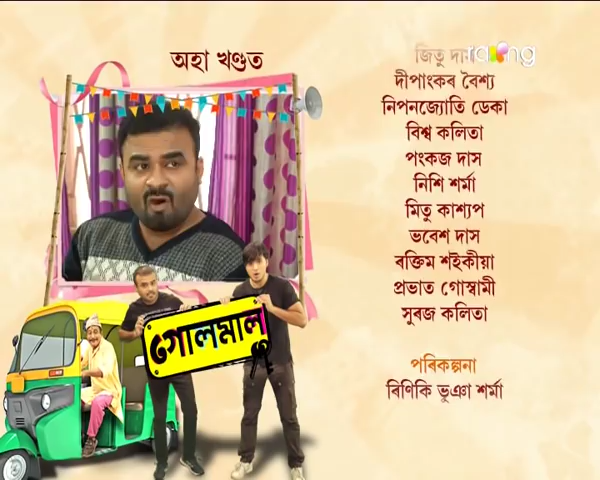 অহা খণ্ডত
জিতু দাস
rang
দীপাংকৰ বৈশ্য
নিপনজ্যোতি ডেকা
বিশ্ব কলিতা
পংকজ দাস
নিশি শৰ্মা
মিতু কাশ্যপ
ভবেশ দাস
ৰক্তিম শইকীয়া
প্ৰভাত গোস্বামী
সুৰজ কলিতা
গোলমাল
পৰিকল্পনা
ৰিণিকি ভুঞা শৰ্মা